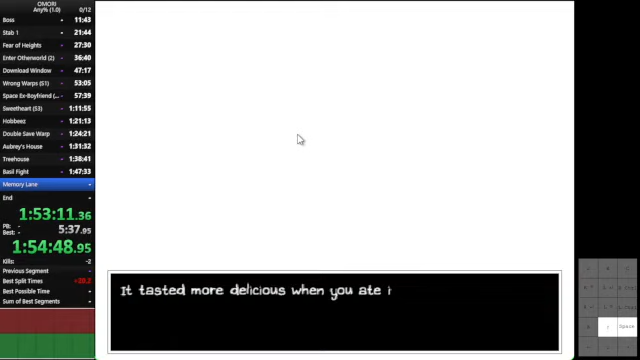 OMORI
Any% (1.0) 0/12
Boss 11:43
Stab 1 21:44
Fear of Heights 27:30
Enter Otherworld (2) 36:40
Download Window 47:17
Wrong Warps (S1) 53:05
Space Ex-Boyfriend (... 57:39
Sweetheart (S3) 1:11:55
Hobbeez 1:21:13
Double Save Warp 1:24:21
Aubrey's House 1:31:32
Treehouse 1:38:41
Basil Fight 1:47:33
Memory Lane -
End -
1:53:11.36
PB: - 5:37.95
Best: -
1:54:48.95
Kills: -2
Previous Segment -
Best Split Times
Best Possible Time -
Sum of Best Segments -
It tasted more delicious when you ate i
Space